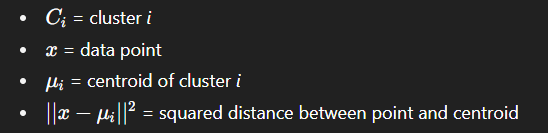 • Cᵢ = cluster i
• x = data point
• μᵢ = centroid of cluster i
• ||x − μᵢ||² = squared distance between point and centroid